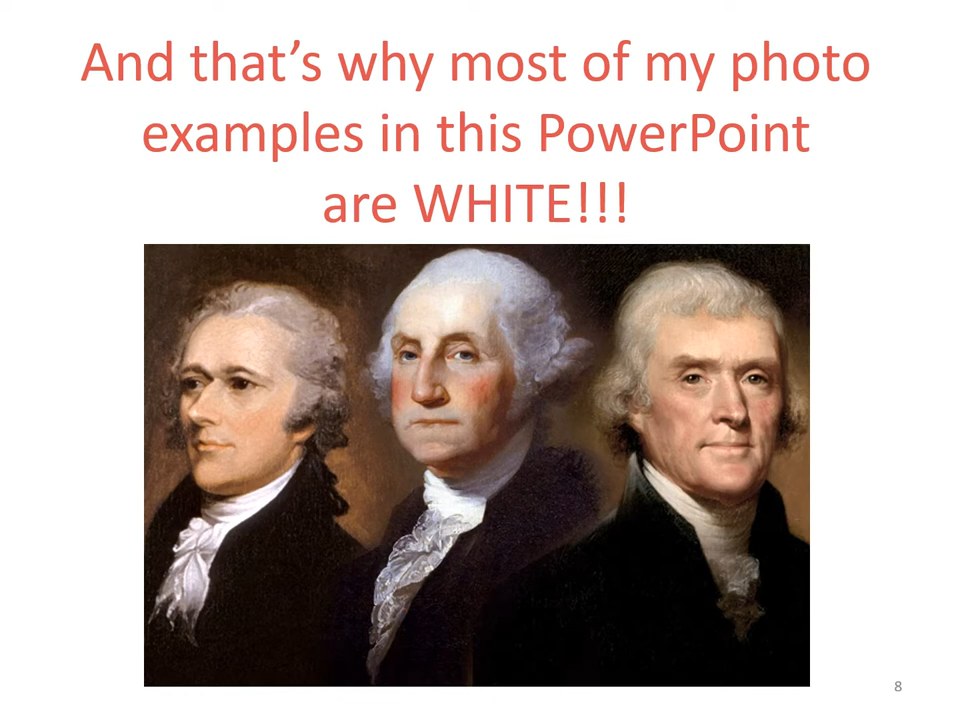 And that’s why most of my photo
examples in this PowerPoint
are WHITE!!!
8